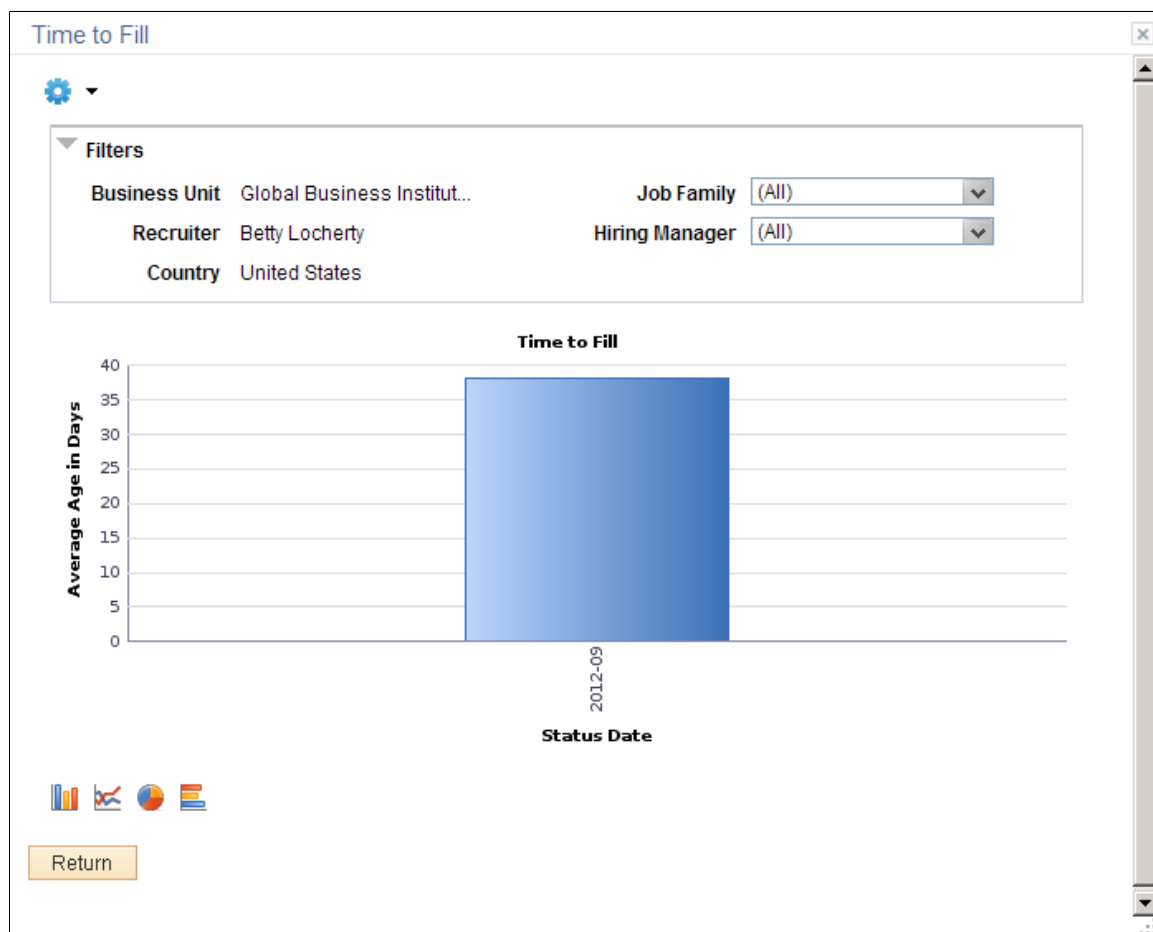 Time to Fill
Filters
Business Unit Global Business Institut... Job Family (All)
Recruiter Betty Locherty Hiring Manager (All)
Country United States
Time to Fill
Average Age in Days
40
35
30
25
20
15
10
5
0
2012-09
Status Date
Return